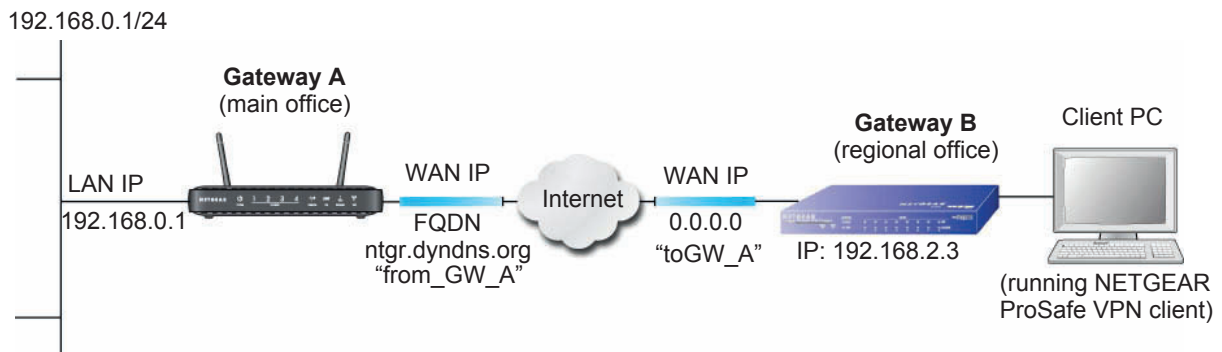 192.168.0.1/24
Gateway A
(main office)
LAN IP
192.168.0.1
NETGEAR
WAN IP
FQDN
ntgr.dyndns.org
“from_GW_A”
Internet
WAN IP
0.0.0.0
“toGW_A”
Gateway B
(regional office)
NETGEAR
IP: 192.168.2.3
Client PC
(running NETGEAR
ProSafe VPN client)